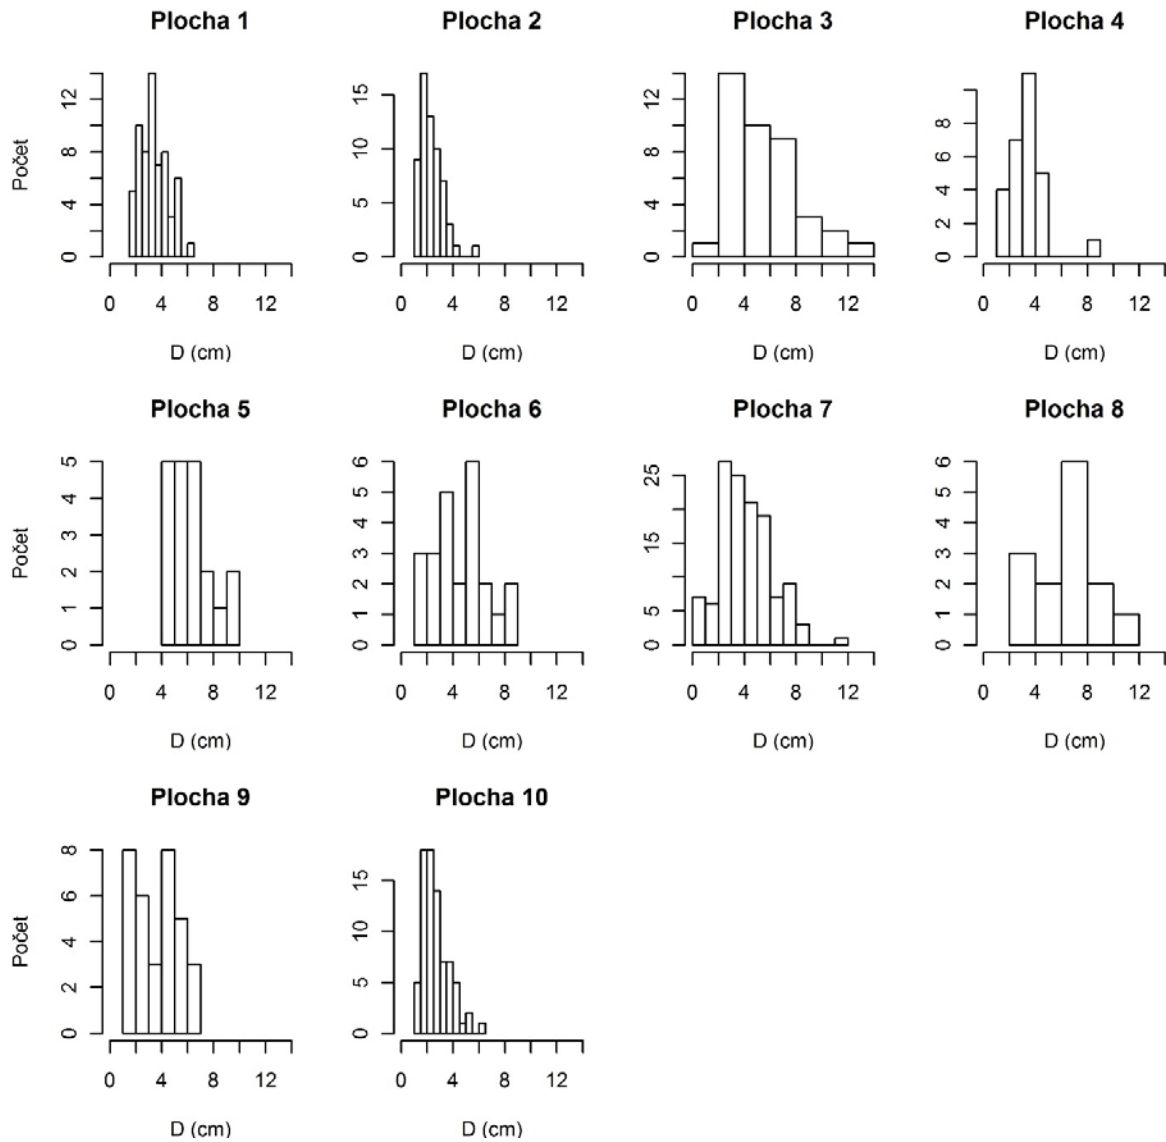 Plocha 1
Plocha 2
Plocha 3
Plocha 4
Počet
0 4 8 12
0 4 8 12
D (cm)
0 5 10 15
0 4 8 12
D (cm)
0 4 8 12
0 4 8 12
D (cm)
0 2 4 6 8
0 4 8 12
D (cm)
Plocha 5
Plocha 6
Plocha 7
Plocha 8
Počet
0 1 2 3 4 5
0 4 8 12
D (cm)
0 1 2 3 4 5 6
0 4 8 12
D (cm)
0 5 15 25
0 4 8 12
D (cm)
0 1 2 3 4 5 6
0 4 8 12
D (cm)
Plocha 9
Plocha 10
Počet
0 2 4 6 8
0 4 8 12
D (cm)
0 5 10 15
0 4 8 12
D (cm)